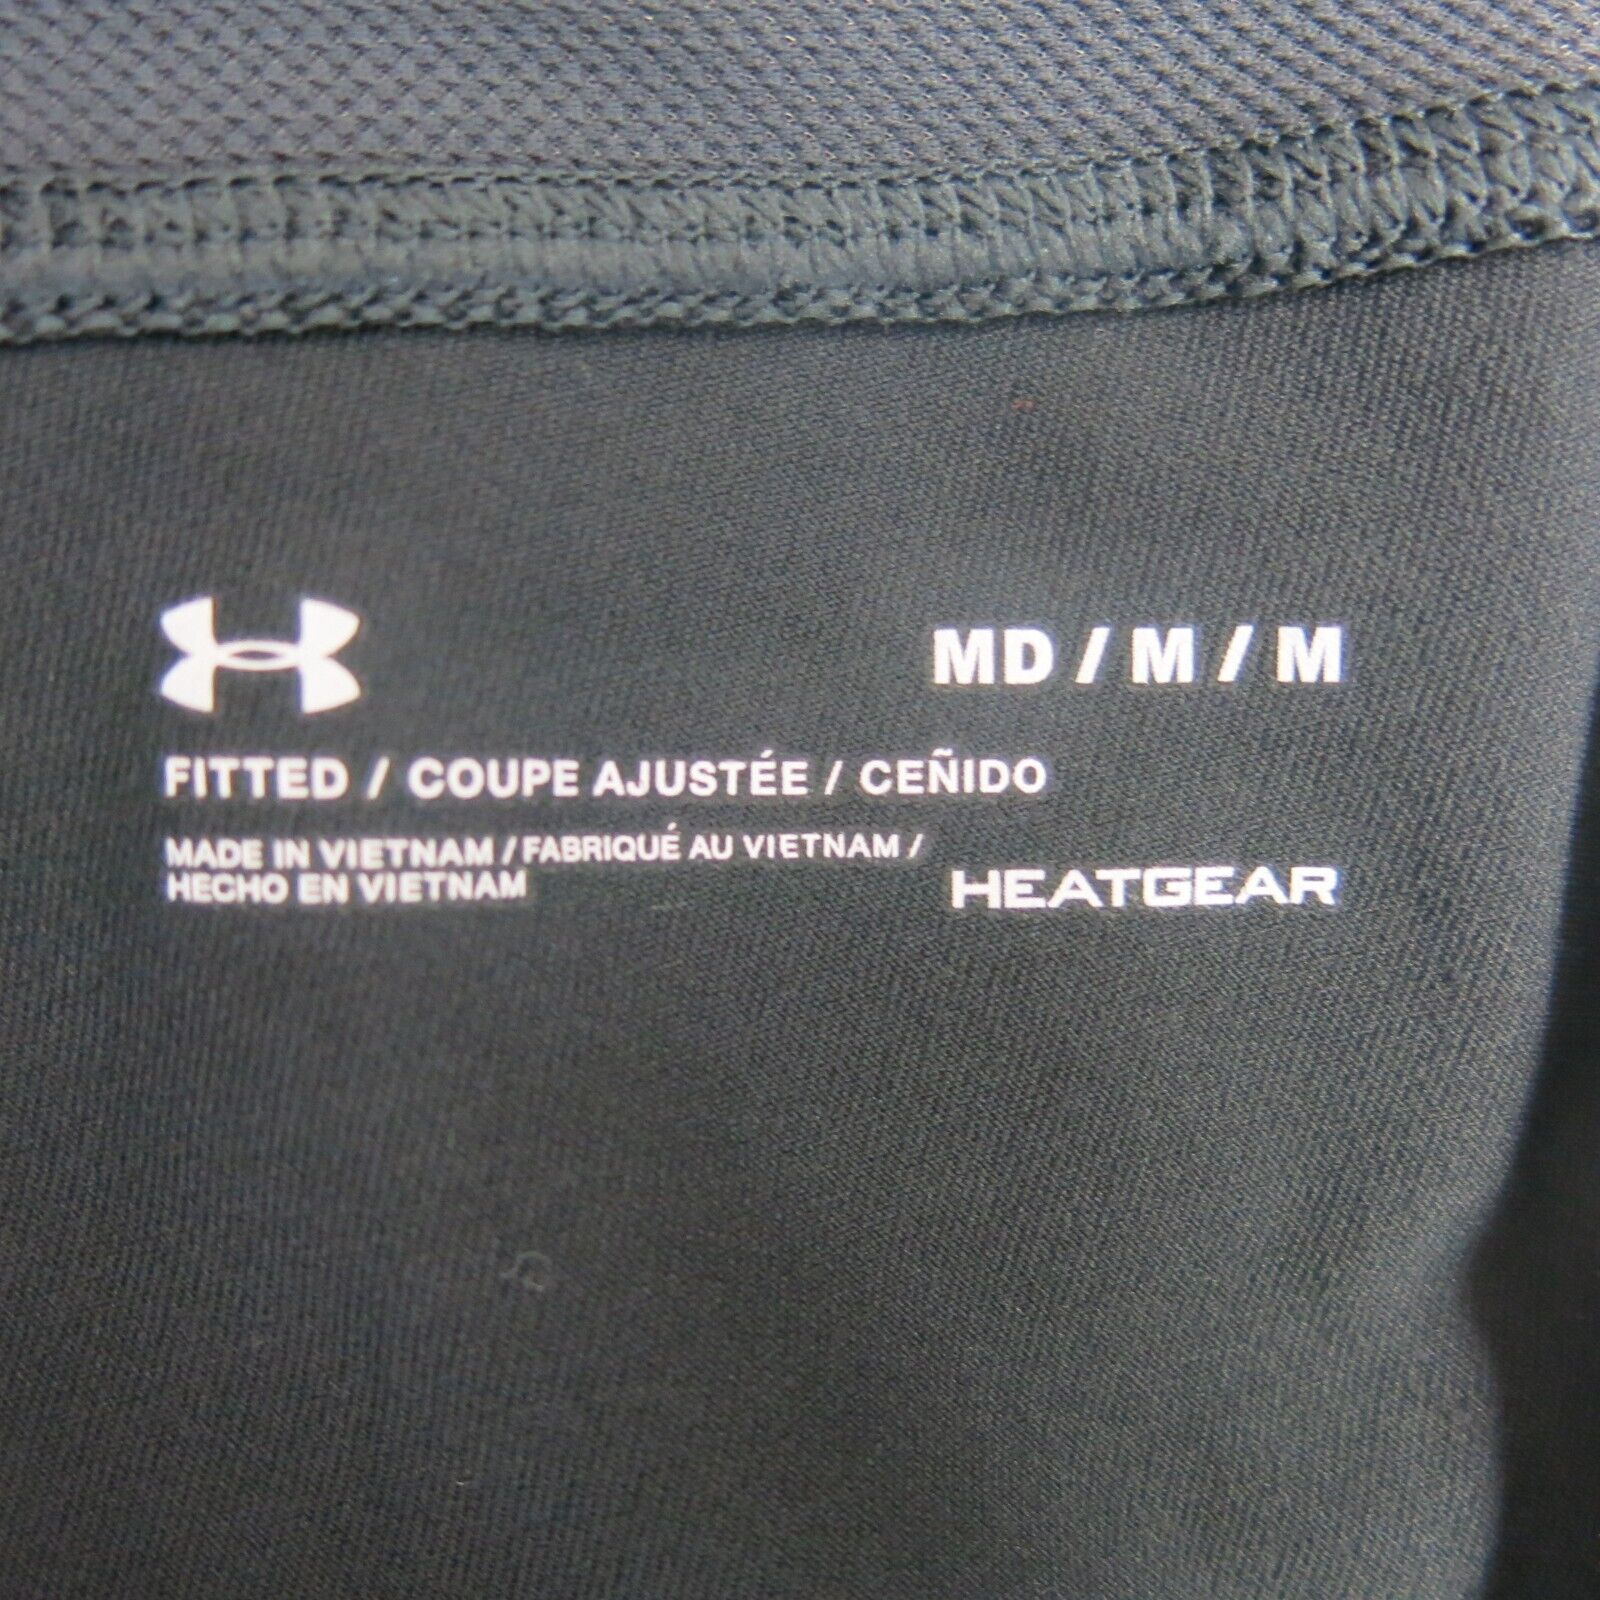 MD / M / M
FITTED / COUPE AJUSTÉE / CEÑIDO
MADE IN VIETNAM / FABRIQUÉ AU VIETNAM /
HECHO EN VIETNAM
HEATGEAR